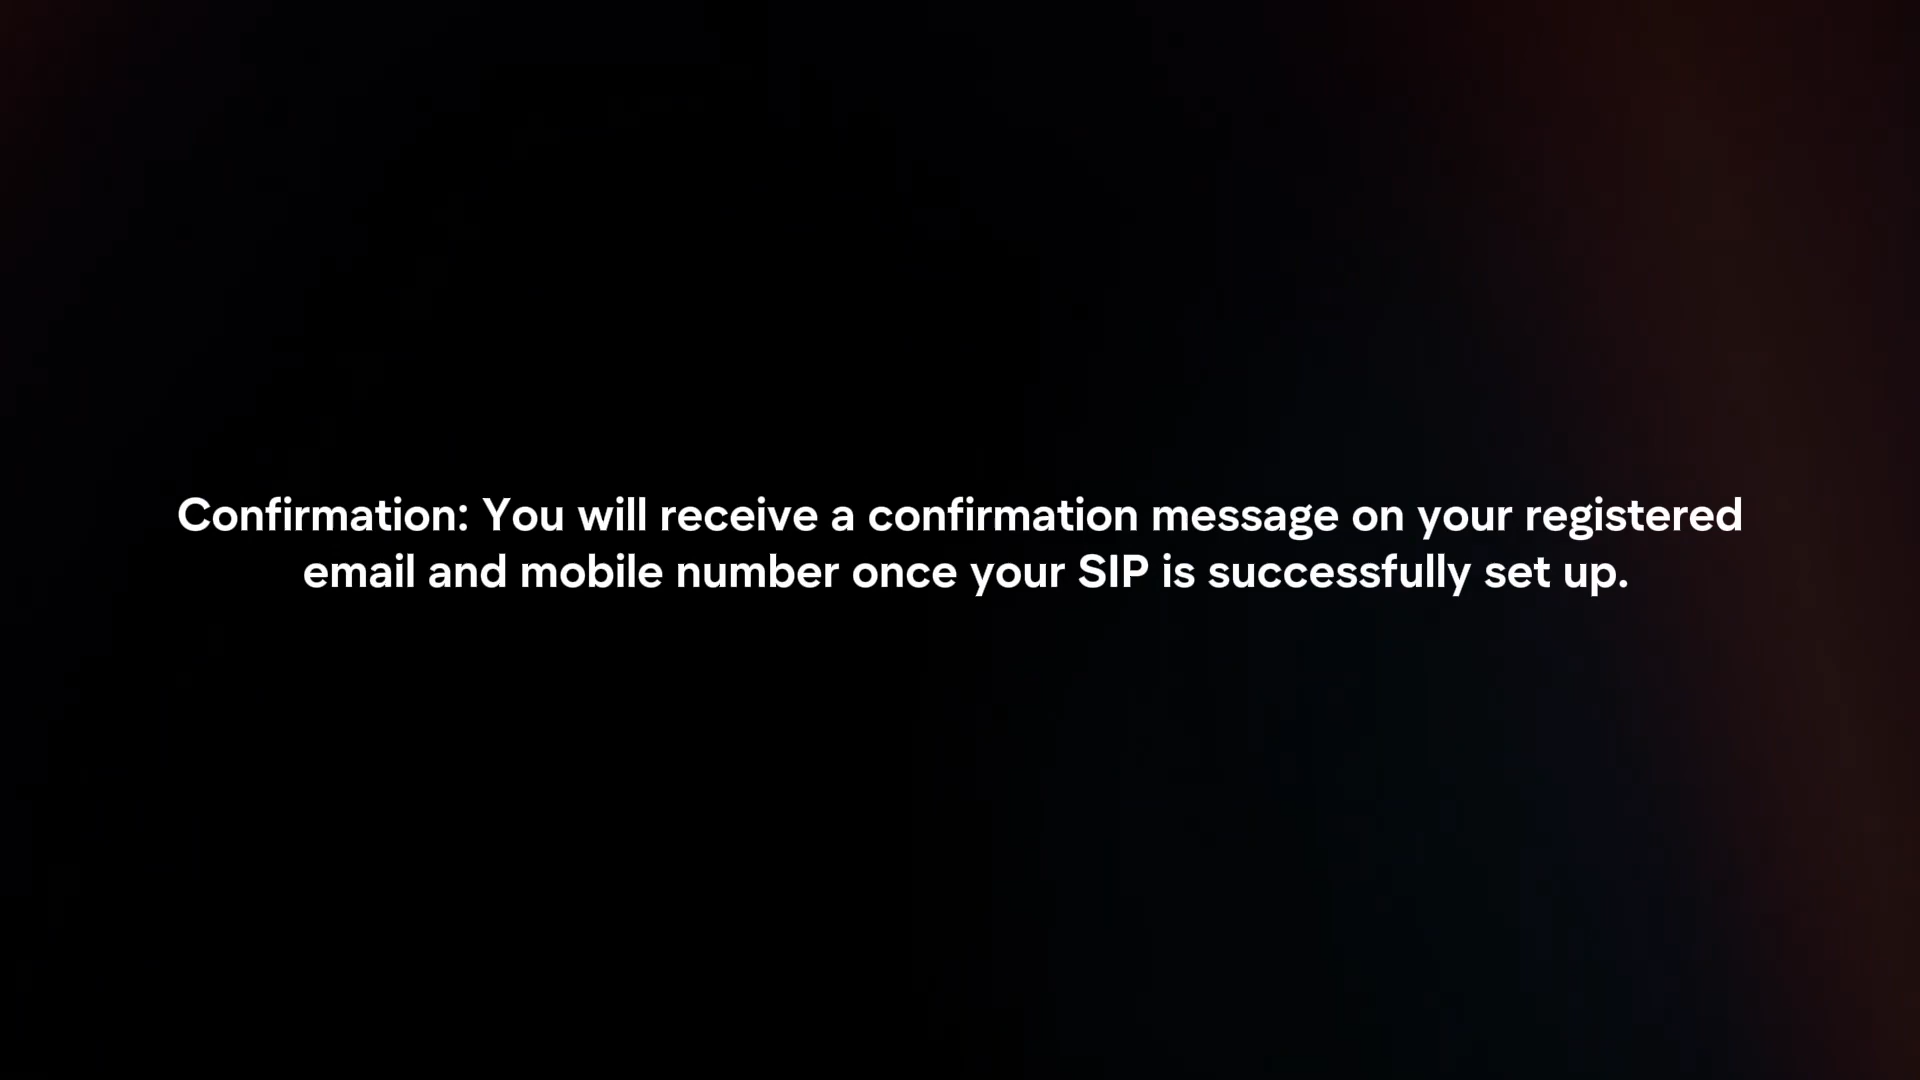 Confirmation: You will receive a confirmation message on your registered
email and mobile number once your SIP is successfully set up.